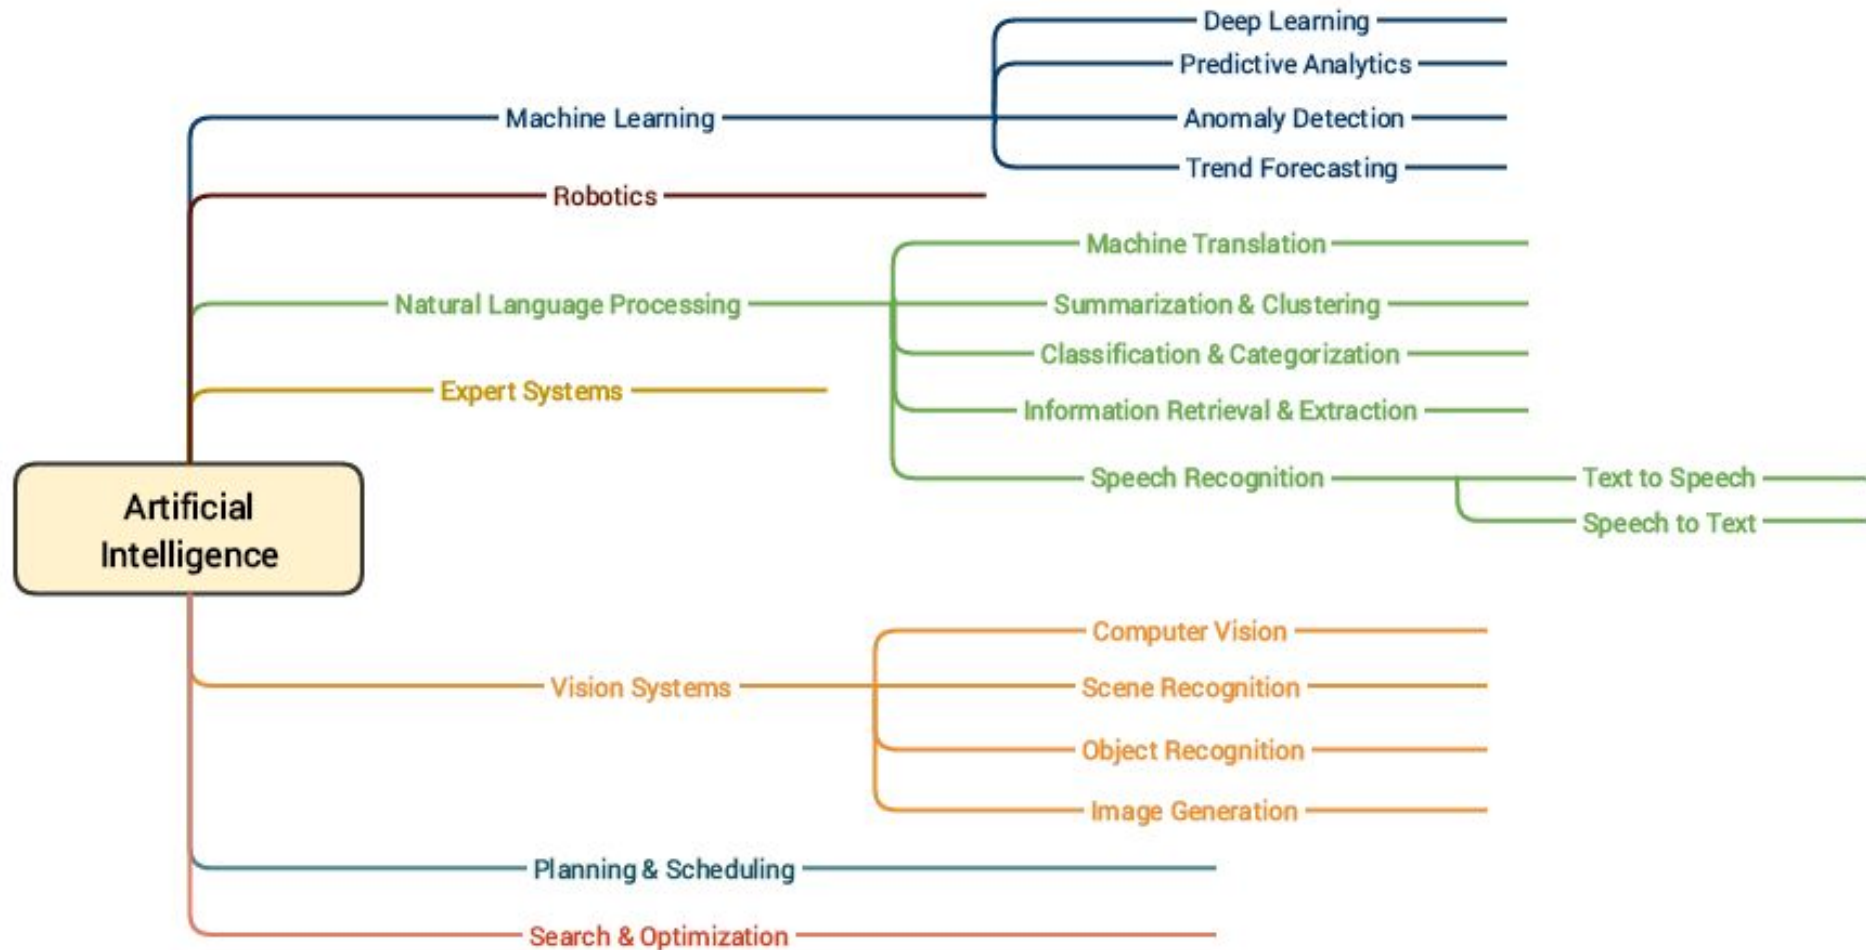 Deep Learning
Predictive Analytics
Machine Learning
Anomaly Detection
Trend Forecasting
Robotics
Machine Translation
Natural Language Processing
Summarization & Clustering
Classification & Categorization
Expert Systems
Information Retrieval & Extraction
Speech Recognition
Text to Speech
Speech to Text
Artificial
Intelligence
Computer Vision
Vision Systems
Scene Recognition
Object Recognition
Image Generation
Planning & Scheduling
Search & Optimization